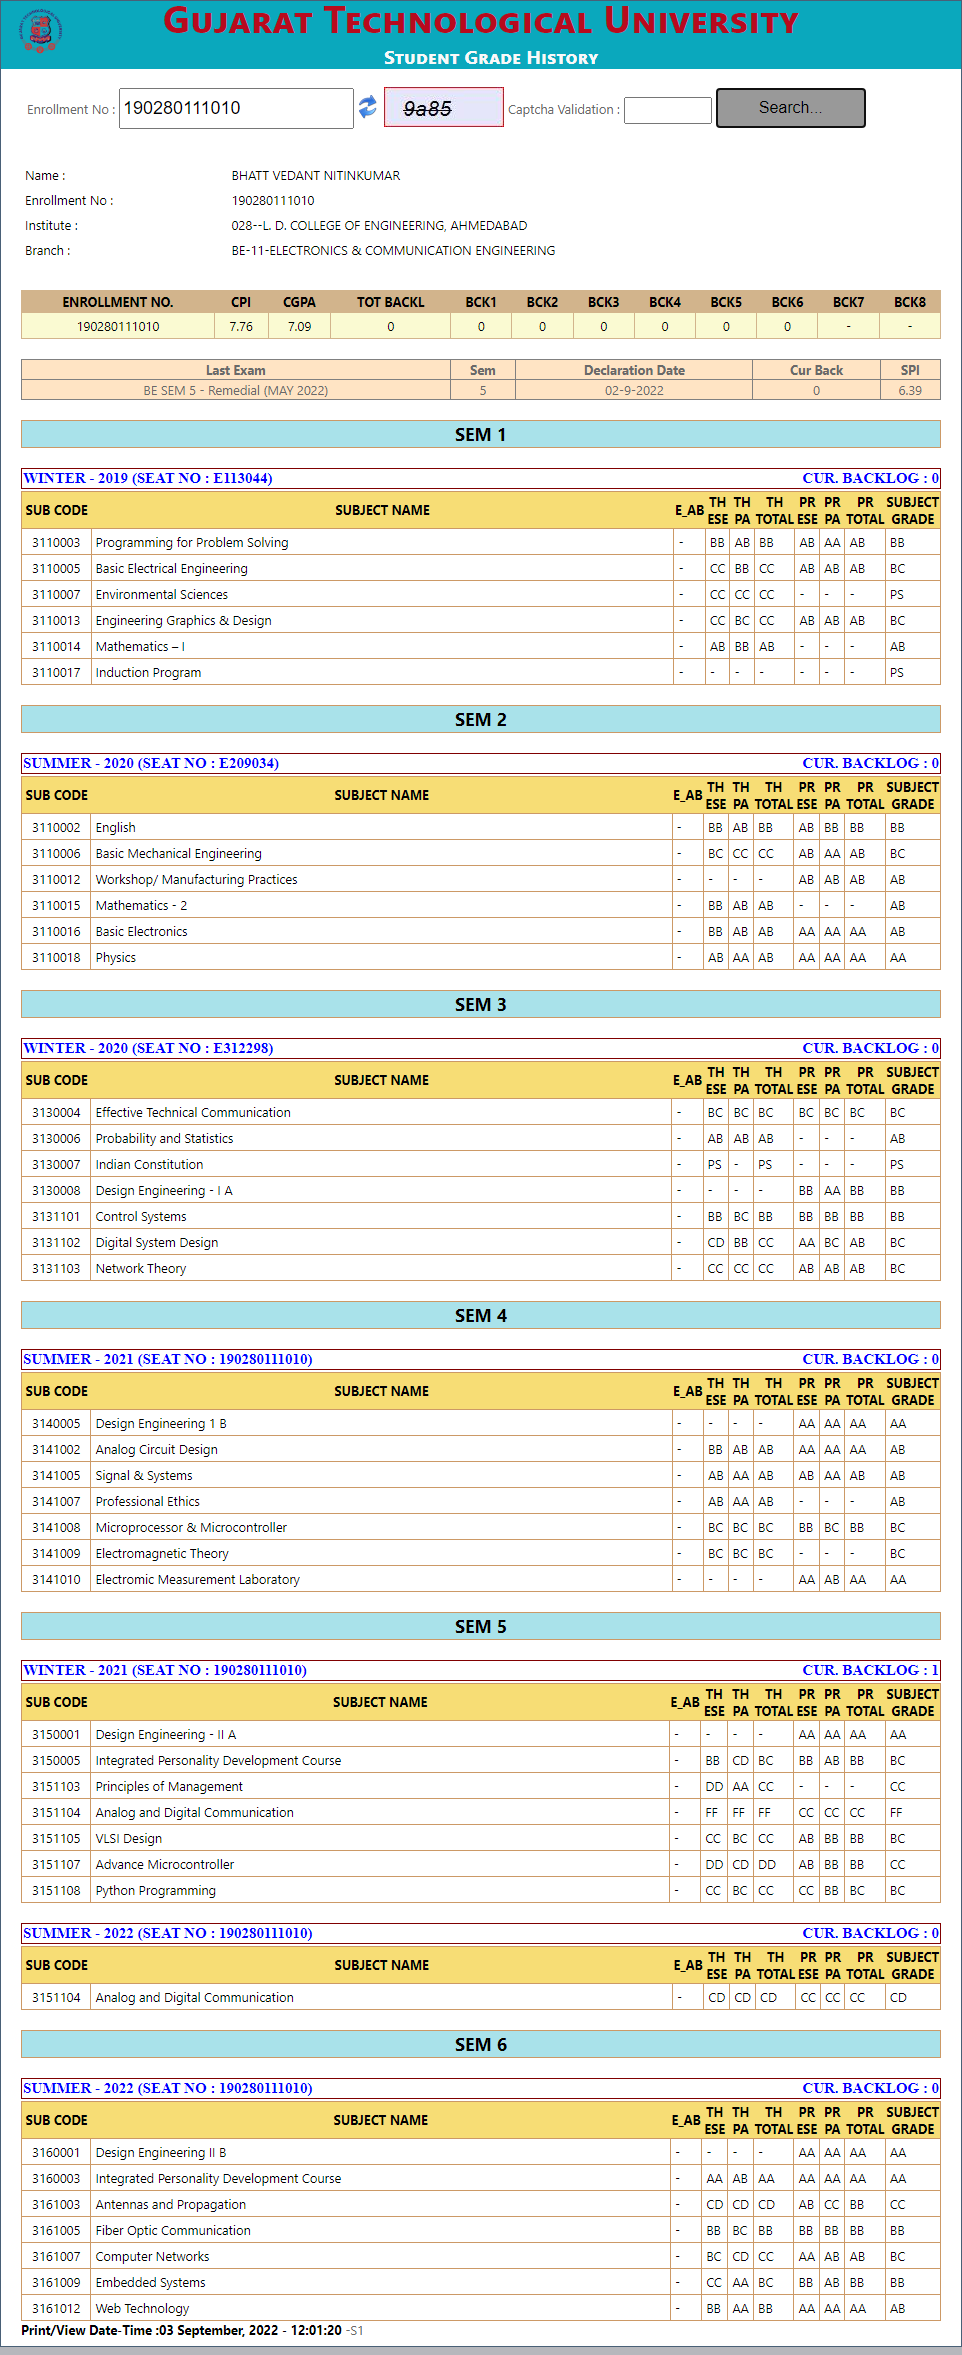 Gujarat Technological University
Student Grade History
Enrollment No : 190280111010 9a85 Captcha Validation : Search...
Name : BHATT VEDANT NITINKUMAR
Enrollment No : 190280111010
Institute : 028--L. D. COLLEGE OF ENGINEERING, AHMEDABAD
Branch : BE-11-ELECTRONICS & COMMUNICATION ENGINEERING
ENROLLMENT NO. CPI CGPA TOT BACKL BCK1 BCK2 BCK3 BCK4 BCK5 BCK6 BCK7 BCK8
190280111010 7.76 7.09 0 0 0 0 0 0 0 - -
Last Exam Sem Declaration Date Cur Back SPI
BE SEM 5 - Remedial (MAY 2022) 5 02-9-2022 0 6.39
SEM 1
WINTER - 2019 (SEAT NO : E113044) CUR. BACKLOG : 0
SUB CODE SUBJECT NAME E_AB TH ESE TH PA TH TOTAL PR ESE PR PA PR TOTAL SUBJECT GRADE
3110003 Programming for Problem Solving - BB AB BB AB AA AB BB
3110005 Basic Electrical Engineering - CC BB CC AB AB AB BC
3110007 Environmental Sciences - CC CC CC - - - PS
3110013 Engineering Graphics & Design - CC BC CC AB AB AB BC
3110014 Mathematics – I - AB BB AB - - - AB
3110017 Induction Program - - - - - - - PS
SEM 2
SUMMER - 2020 (SEAT NO : E209034) CUR. BACKLOG : 0
SUB CODE SUBJECT NAME E_AB TH ESE TH PA TH TOTAL PR ESE PR PA PR TOTAL SUBJECT GRADE
3110002 English - BB AB BB AB BB BB BB
3110006 Basic Mechanical Engineering - BC CC CC AB AA AB BC
3110012 Workshop/ Manufacturing Practices - - - - AB AB AB AB
3110015 Mathematics - 2 - BB AB AB - - - AB
3110016 Basic Electronics - BB AB AB AA AA AA AB
3110018 Physics - AB AA AB AA AA AA AA
SEM 3
WINTER - 2020 (SEAT NO : E312298) CUR. BACKLOG : 0
SUB CODE SUBJECT NAME E_AB TH ESE TH PA TH TOTAL PR ESE PR PA PR TOTAL SUBJECT GRADE
3130004 Effective Technical Communication - BC BC BC BC BC BC BC
3130006 Probability and Statistics - AB AB AB - - - AB
3130007 Indian Constitution - PS - PS - - - PS
3130008 Design Engineering - I A - - - - BB AA BB BB
3131101 Control Systems - BB BC BB BB BB BB BB
3131102 Digital System Design - CD BB CC AA BC AB BC
3131103 Network Theory - CC CC CC AB AB AB BC
SEM 4
SUMMER - 2021 (SEAT NO : 190280111010) CUR. BACKLOG : 0
SUB CODE SUBJECT NAME E_AB TH ESE TH PA TH TOTAL PR ESE PR PA PR TOTAL SUBJECT GRADE
3140005 Design Engineering 1 B - - - - AA AA AA AA
3141002 Analog Circuit Design - BB AB AB AA AA AA AB
3141005 Signal & Systems - AB AA AB AB AA AB AB
3141007 Professional Ethics - AB AA AB - - - AB
3141008 Microprocessor & Microcontroller - BC BC BC BB BC BB BC
3141009 Electromagnetic Theory - BC BC BC - - - BC
3141010 Electromic Measurement Laboratory - - - - AA AB AA AA
SEM 5
WINTER - 2021 (SEAT NO : 190280111010) CUR. BACKLOG : 1
SUB CODE SUBJECT NAME E_AB TH ESE TH PA TH TOTAL PR ESE PR PA PR TOTAL SUBJECT GRADE
3150001 Design Engineering - II A - - - - AA AA AA AA
3150005 Integrated Personality Development Course - BB CD BC BB AB BB BC
3151103 Principles of Management - DD AA CC - - - CC
3151104 Analog and Digital Communication - FF FF FF CC CC CC FF
3151105 VLSI Design - CC BC CC AB BB BB BC
3151107 Advance Microcontroller - DD CD DD AB BB BB CC
3151108 Python Programming - CC BC CC CC BB BC BC
SUMMER - 2022 (SEAT NO : 190280111010) CUR. BACKLOG : 0
SUB CODE SUBJECT NAME E_AB TH ESE TH PA TH TOTAL PR ESE PR PA PR TOTAL SUBJECT GRADE
3151104 Analog and Digital Communication - CD CD CD CC CC CC CD
SEM 6
SUMMER - 2022 (SEAT NO : 190280111010) CUR. BACKLOG : 0
SUB CODE SUBJECT NAME E_AB TH ESE TH PA TH TOTAL PR ESE PR PA PR TOTAL SUBJECT GRADE
3160001 Design Engineering II B - - - - AA AA AA AA
3160003 Integrated Personality Development Course - AA AB AA AA AA AA AA
3161003 Antennas and Propagation - CD CD CD AB CC BB CC
3161005 Fiber Optic Communication - BB BC BB BB BB BB BB
3161007 Computer Networks - BC CD CC AA AB AB BC
3161009 Embedded Systems - CC AA BC BB AB BB BB
3161012 Web Technology - BB AA BB AA AA AA AB
Print/View Date-Time :03 September, 2022 - 12:01:20 -S1